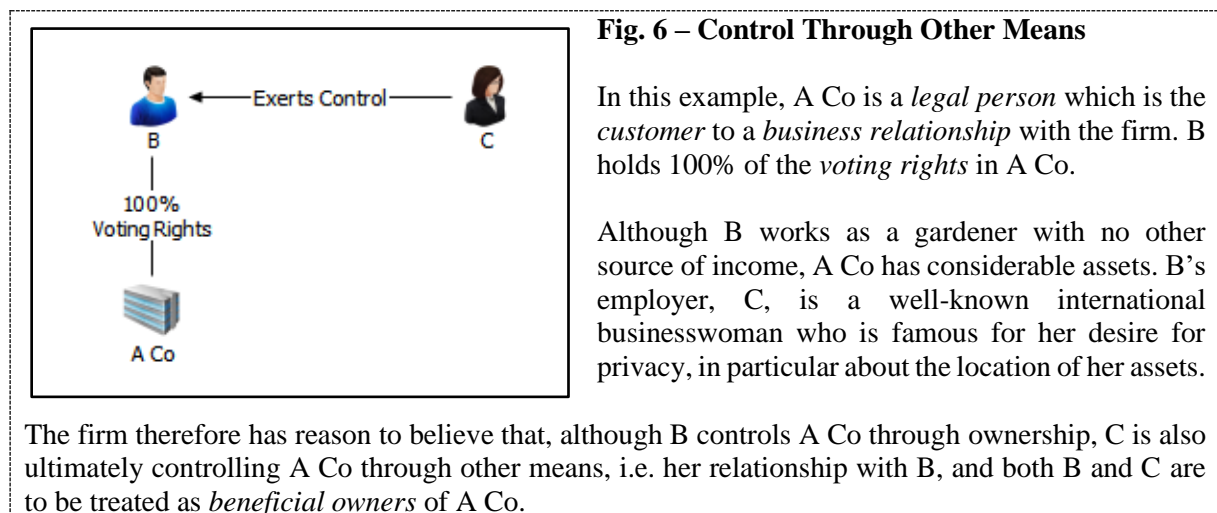 Fig. 6 – Control Through Other Means
Exerts Control
B
C
100%
Voting Rights
A Co
In this example, A Co is a legal person which is the
customer to a business relationship with the firm. B
holds 100% of the voting rights in A Co.
Although B works as a gardener with no other
source of income, A Co has considerable assets. B’s
employer, C, is a well-known international
businesswoman who is famous for her desire for
privacy, in particular about the location of her assets.
The firm therefore has reason to believe that, although B controls A Co through ownership, C is also
ultimately controlling A Co through other means, i.e. her relationship with B, and both B and C are
to be treated as beneficial owners of A Co.